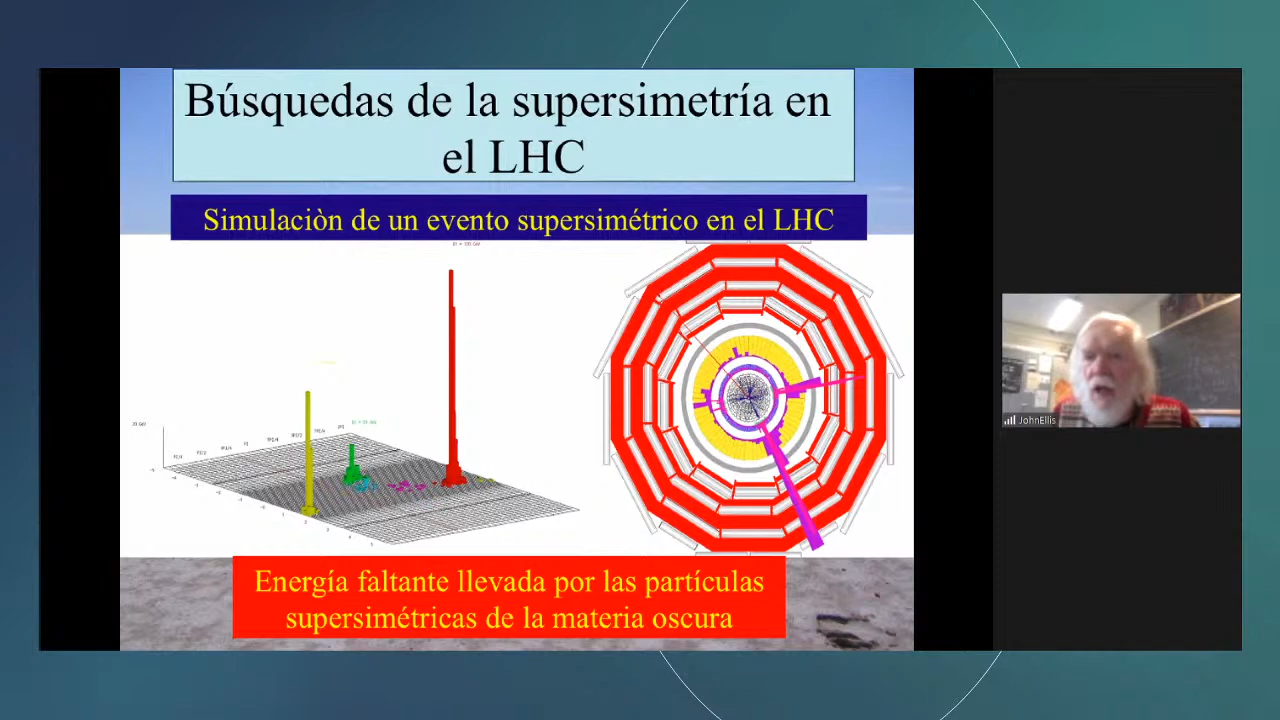 Búsquedas de la supersimetría en
el LHC
Simulaciòn de un evento supersimétrico en el LHC
Energía faltante llevada por las partículas
supersimétricas de la materia oscura
JohnEllis